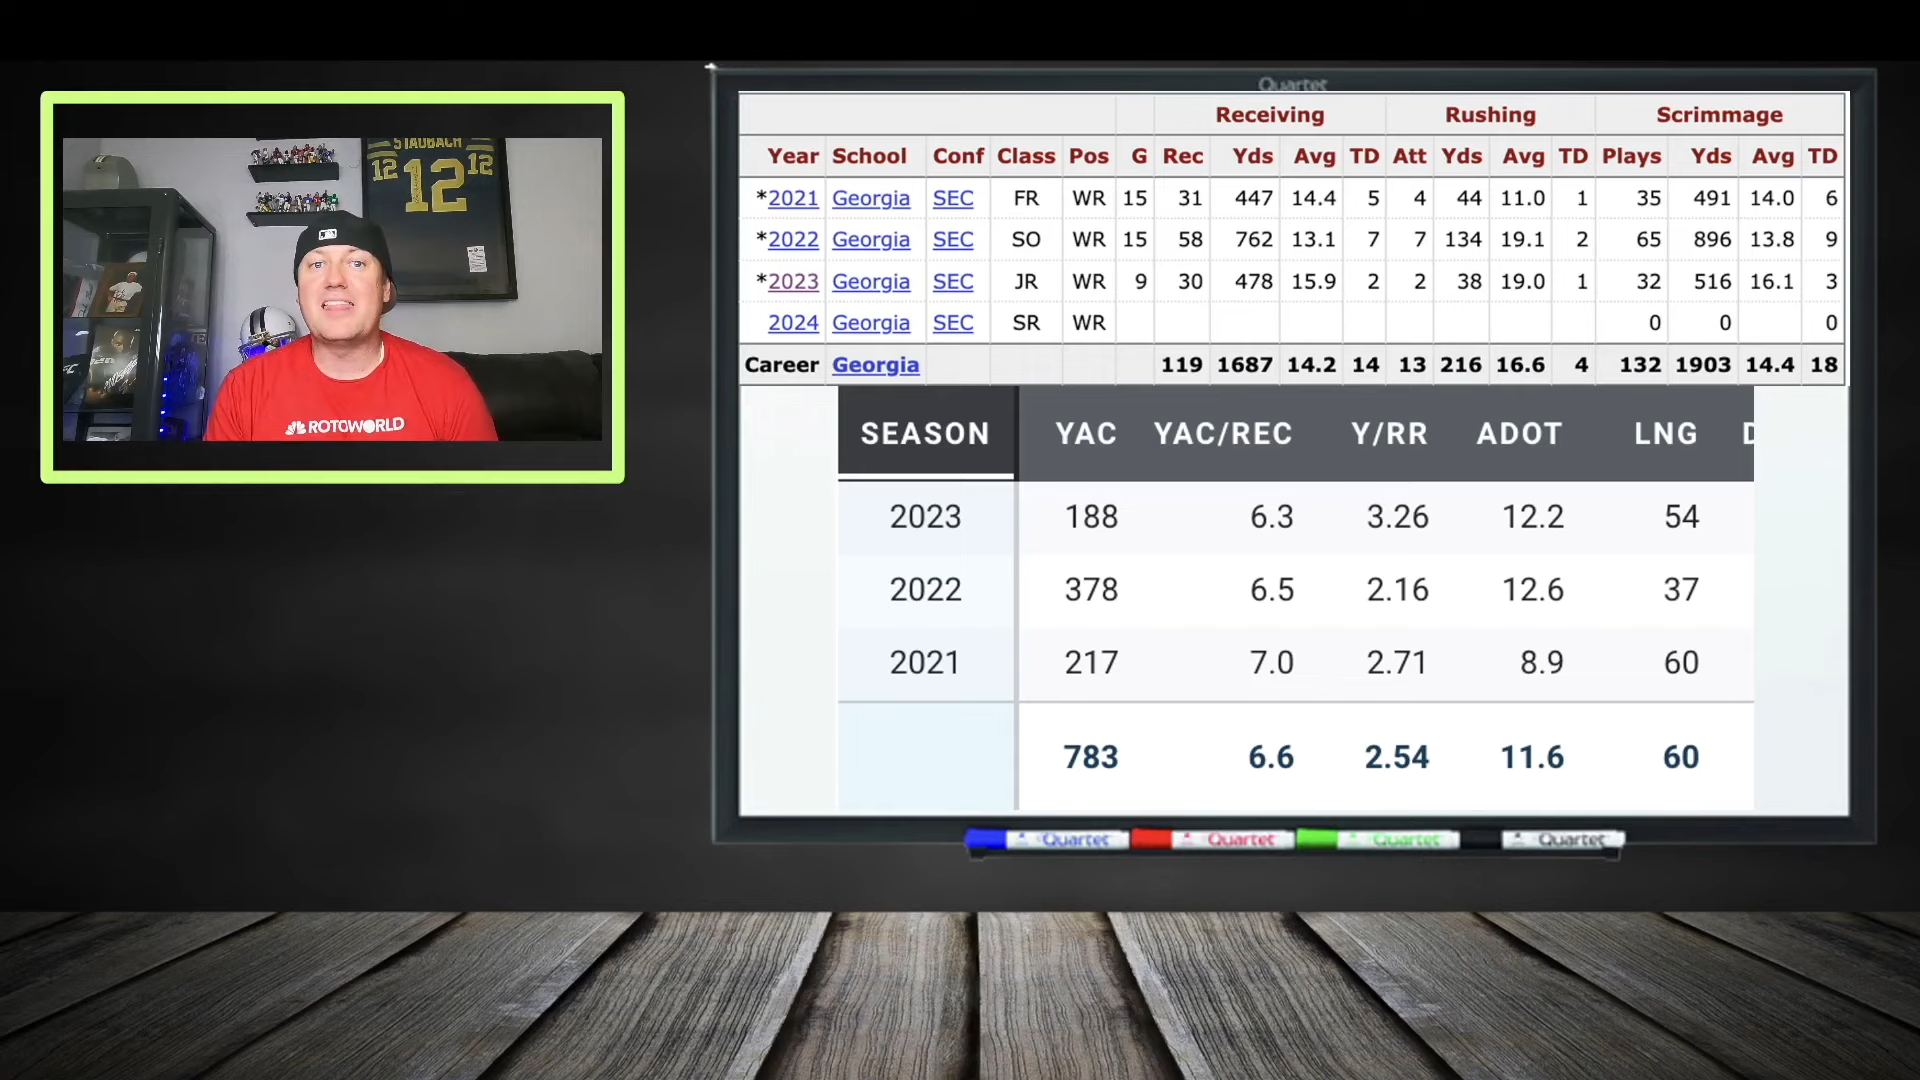 STAUBACH
12 12 12
ROTOWORLD
Quartet
Receiving Rushing Scrimmage
Year School Conf Class Pos G Rec Yds Avg TD Att Yds Avg TD Plays Yds Avg TD
*2021 Georgia SEC FR WR 15 31 447 14.4 5 4 44 11.0 1 35 491 14.0 6
*2022 Georgia SEC SO WR 15 58 762 13.1 7 7 134 19.1 2 65 896 13.8 9
*2023 Georgia SEC JR WR 9 30 478 15.9 2 2 38 19.0 1 32 516 16.1 3
2024 Georgia SEC SR WR 0 0 0
Career Georgia 119 1687 14.2 14 13 216 16.6 4 132 1903 14.4 18
SEASON YAC YAC/REC Y/RR ADOT LNG D
2023 188 6.3 3.26 12.2 54
2022 378 6.5 2.16 12.6 37
2021 217 7.0 2.71 8.9 60
783 6.6 2.54 11.6 60
Quartet Quartet Quartet Quartet